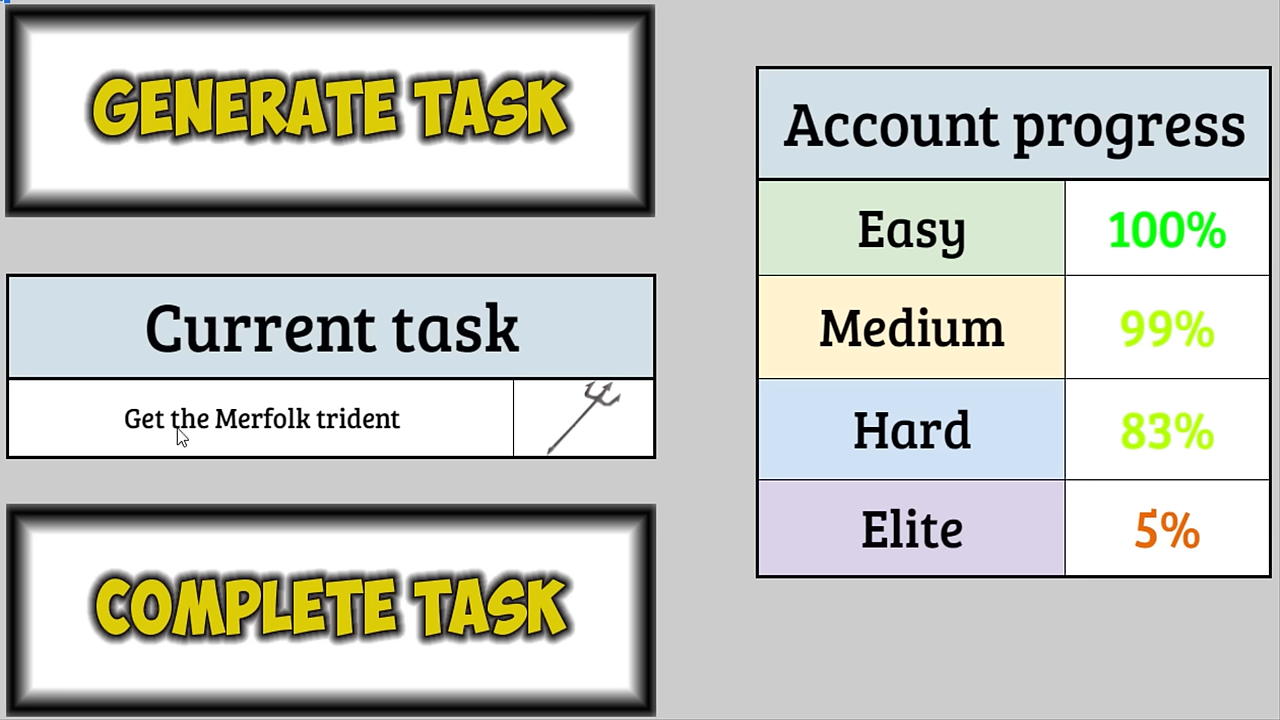 GENERATE TASK
Current task
Get the Merfolk trident
COMPLETE TASK
Account progress
Easy 100%
Medium 99%
Hard 83%
Elite 5%